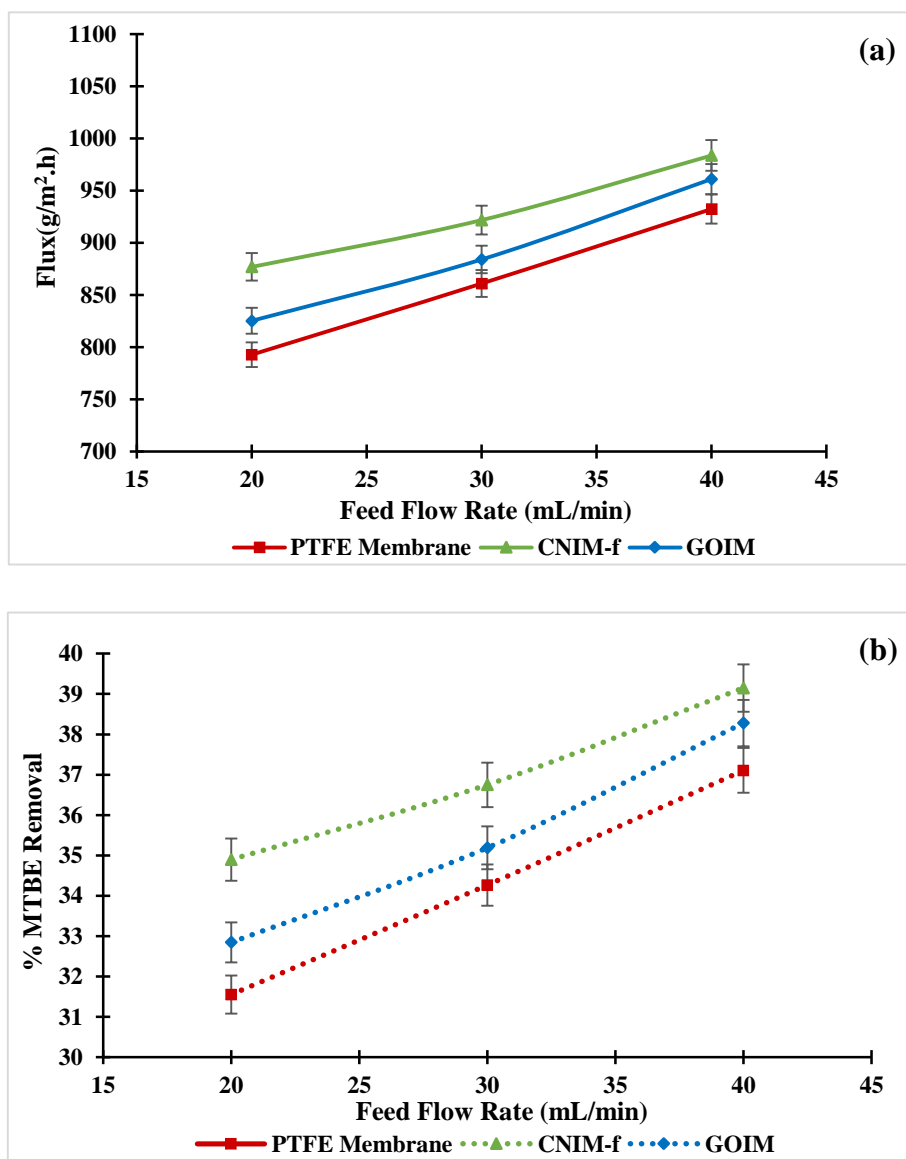 (a)
1100
1050
1000
950
900
850
800
750
700
Flux(g/m².h)
15 20 25 30 35 40 45
Feed Flow Rate (mL/min)
PTFE Membrane CNIM-f GOIM
(b)
40
39
38
37
36
35
34
33
32
31
30
% MTBE Removal
15 20 25 30 35 40 45
Feed Flow Rate (mL/min)
PTFE Membrane CNIM-f GOIM